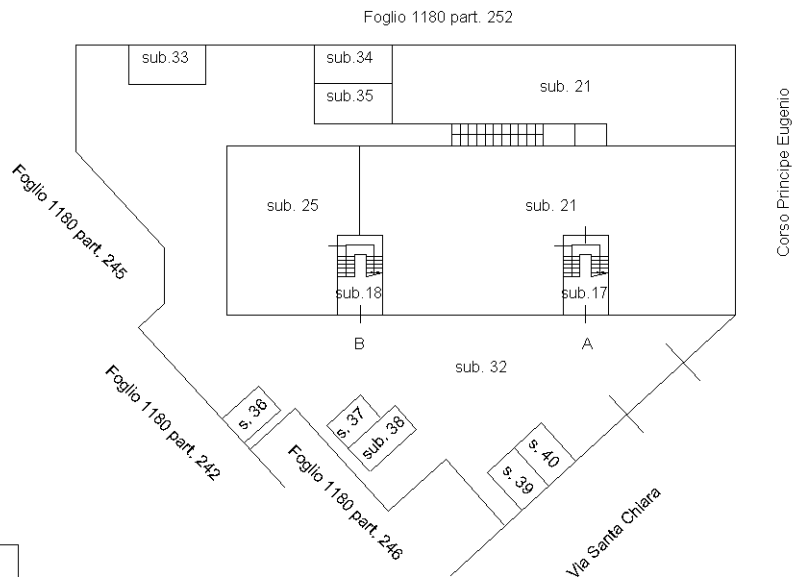 Foglio 1180 part. 252
sub.33
sub.34
sub.35
sub. 21
Corso Principe Eugenio
Foglio 1180 part. 245
sub. 25
sub. 21
sub.18
sub.17
B
A
sub. 32
Foglio 1180 part. 242
s. 36
s. 37
sub. 38
Foglio 1180 part. 246
s. 40
s. 39
Via Santa Chiara